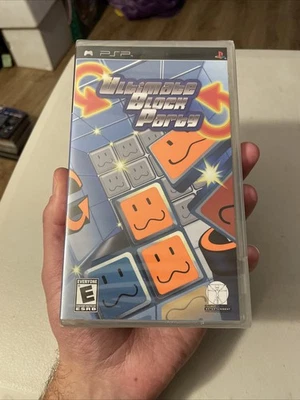 PSP
Ultimate
Block
Party
EVERYONE
E
ESRB